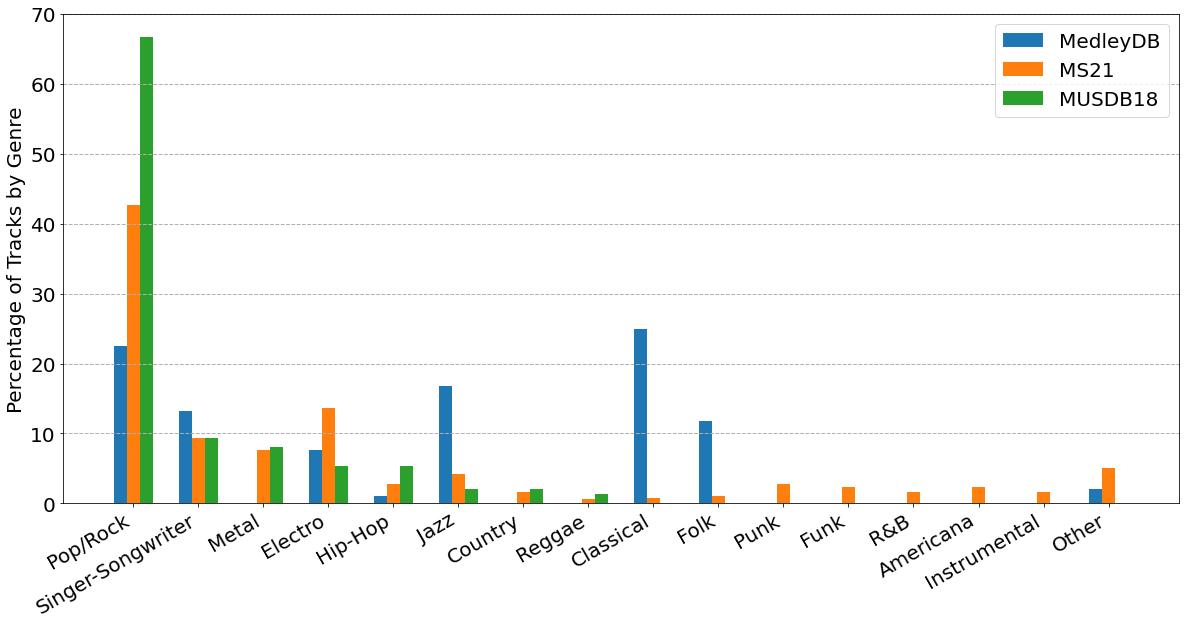 Percentage of Tracks by Genre
70
60
50
40
30
20
10
0
MedleyDB
MS21
MUSDB18
Pop/Rock
Singer-Songwriter
Metal
Electro
Hip-Hop
Jazz
Country
Reggae
Classical
Folk
Punk
Funk
R&B
Americana
Instrumental
Other